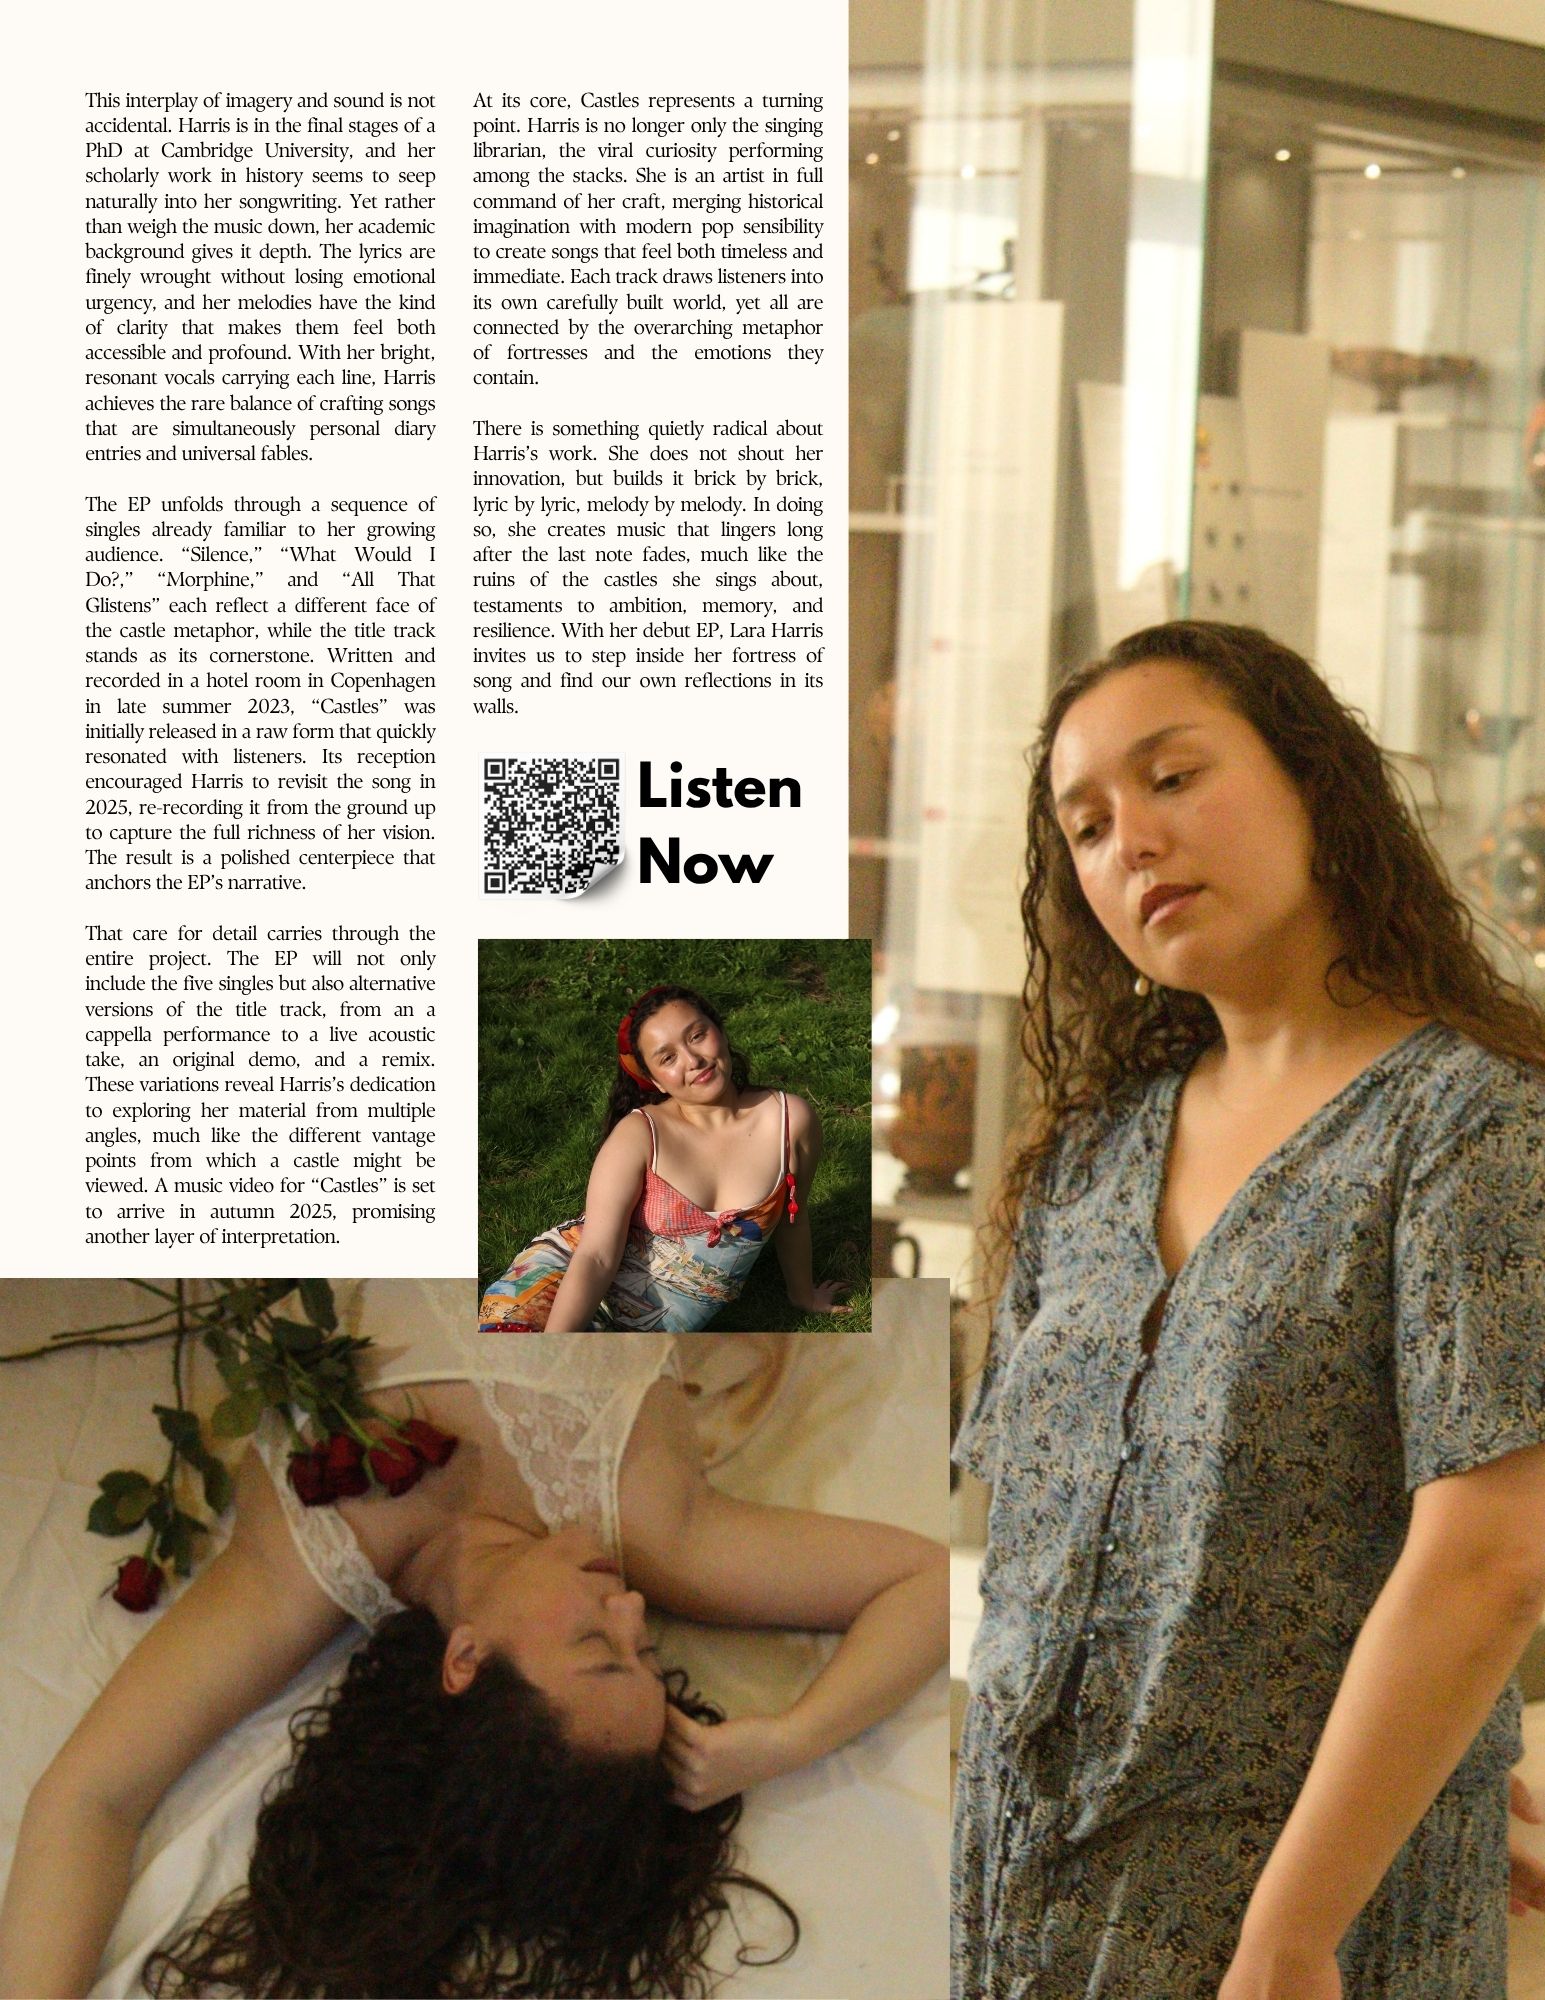 This interplay of imagery and sound is not
accidental. Harris is in the final stages of a
PhD at Cambridge University, and her
scholarly work in history seems to seep
naturally into her songwriting. Yet rather
than weigh the music down, her academic
background gives it depth. The lyrics are
finely wrought without losing emotional
urgency, and her melodies have the kind
of clarity that makes them feel both
accessible and profound. With her bright,
resonant vocals carrying each line, Harris
achieves the rare balance of crafting songs
that are simultaneously personal diary
entries and universal fables.
The EP unfolds through a sequence of
singles already familiar to her growing
audience. “Silence,” “What Would I
Do?,” “Morphine,” and “All That
Glistens” each reflect a different face of
the castle metaphor, while the title track
stands as its cornerstone. Written and
recorded in a hotel room in Copenhagen
in late summer 2023, “Castles” was
initially released in a raw form that quickly
resonated with listeners. Its reception
encouraged Harris to revisit the song in
2025, re-recording it from the ground up
to capture the full richness of her vision.
The result is a polished centerpiece that
anchors the EP’s narrative.
That care for detail carries through the
entire project. The EP will not only
include the five singles but also alternative
versions of the title track, from an a
cappella performance to a live acoustic
take, an original demo, and a remix.
These variations reveal Harris’s dedication
to exploring her material from multiple
angles, much like the different vantage
points from which a castle might be
viewed. A music video for “Castles” is set
to arrive in autumn 2025, promising
another layer of interpretation.
At its core, Castles represents a turning
point. Harris is no longer only the singing
librarian, the viral curiosity performing
among the stacks. She is an artist in full
command of her craft, merging historical
imagination with modern pop sensibility
to create songs that feel both timeless and
immediate. Each track draws listeners into
its own carefully built world, yet all are
connected by the overarching metaphor
of fortresses and the emotions they
contain.
There is something quietly radical about
Harris’s work. She does not shout her
innovation, but builds it brick by brick,
lyric by lyric, melody by melody. In doing
so, she creates music that lingers long
after the last note fades, much like the
ruins of the castles she sings about,
testaments to ambition, memory, and
resilience. With her debut EP, Lara Harris
invites us to step inside her fortress of
song and find our own reflections in its
walls.
Listen
Now